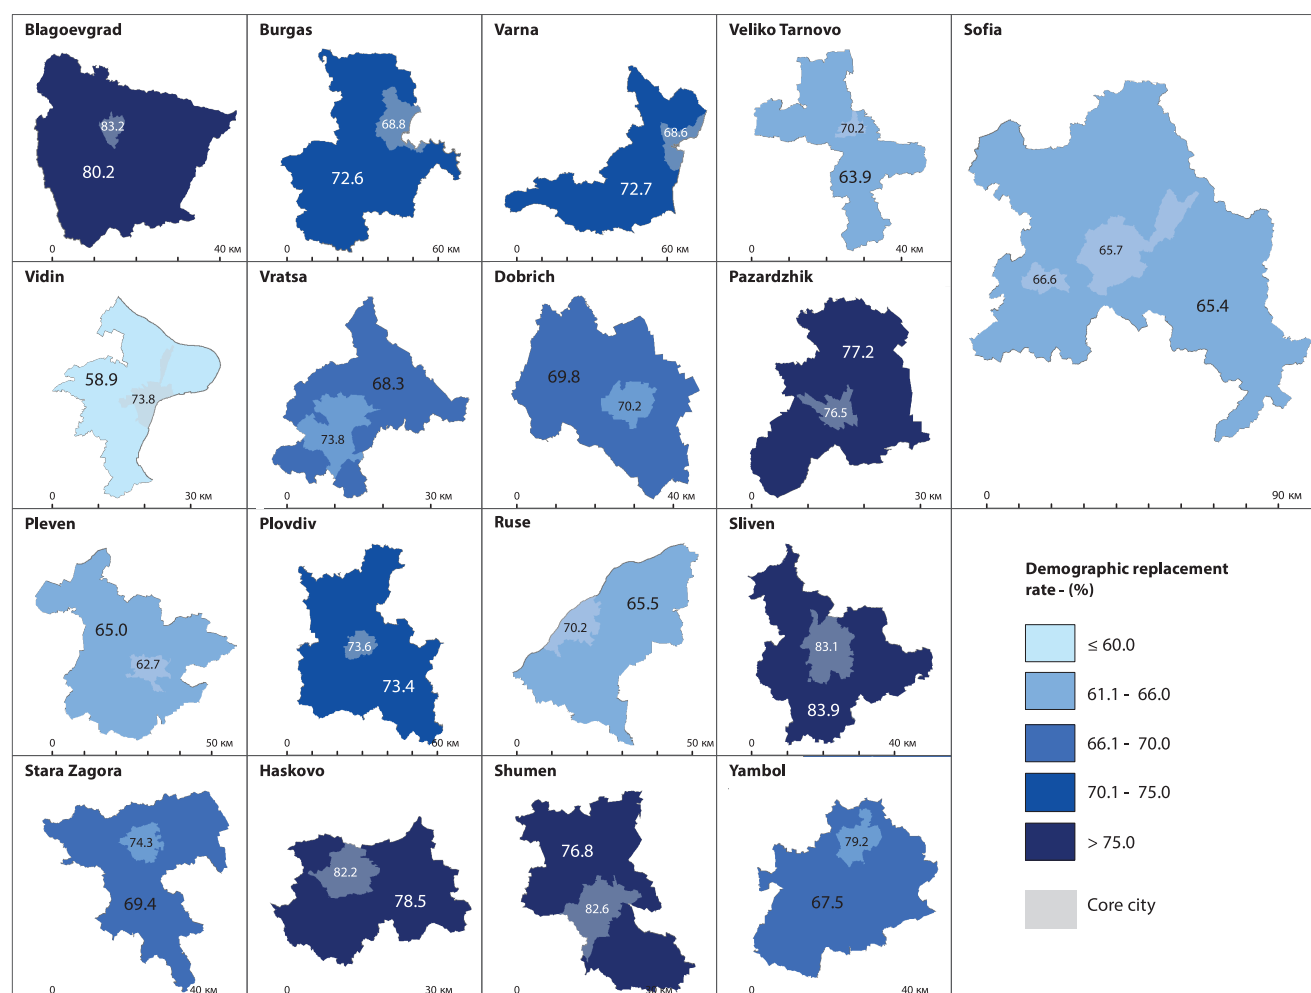 Blagoevgrad
83.2
80.2
0 40 км
Burgas
68.8
72.6
0 60 км
Varna
68.6
72.7
0 60 км
Veliko Tarnovo
70.2
63.9
0 40 км
Sofia
65.7
66.6
65.4
0 90 км
Vidin
58.9
73.8
0 30 км
Vratsa
68.3
73.8
0 30 км
Dobrich
69.8
70.2
0 40 км
Pazardzhik
77.2
76.5
0 30 км
Pleven
65.0
62.7
0 50 км
Plovdiv
73.6
73.4
0 60 км
Ruse
65.5
70.2
0 50 км
Sliven
83.1
83.9
0 40 км
Stara Zagora
74.3
69.4
0 40 км
Haskovo
82.2
78.5
0 30 км
Shumen
76.8
82.6
0 км
Yambol
79.2
67.5
0 40 км
Demographic replacement
rate - (%)
≤ 60.0
61.1 - 66.0
66.1 - 70.0
70.1 - 75.0
> 75.0
Core city